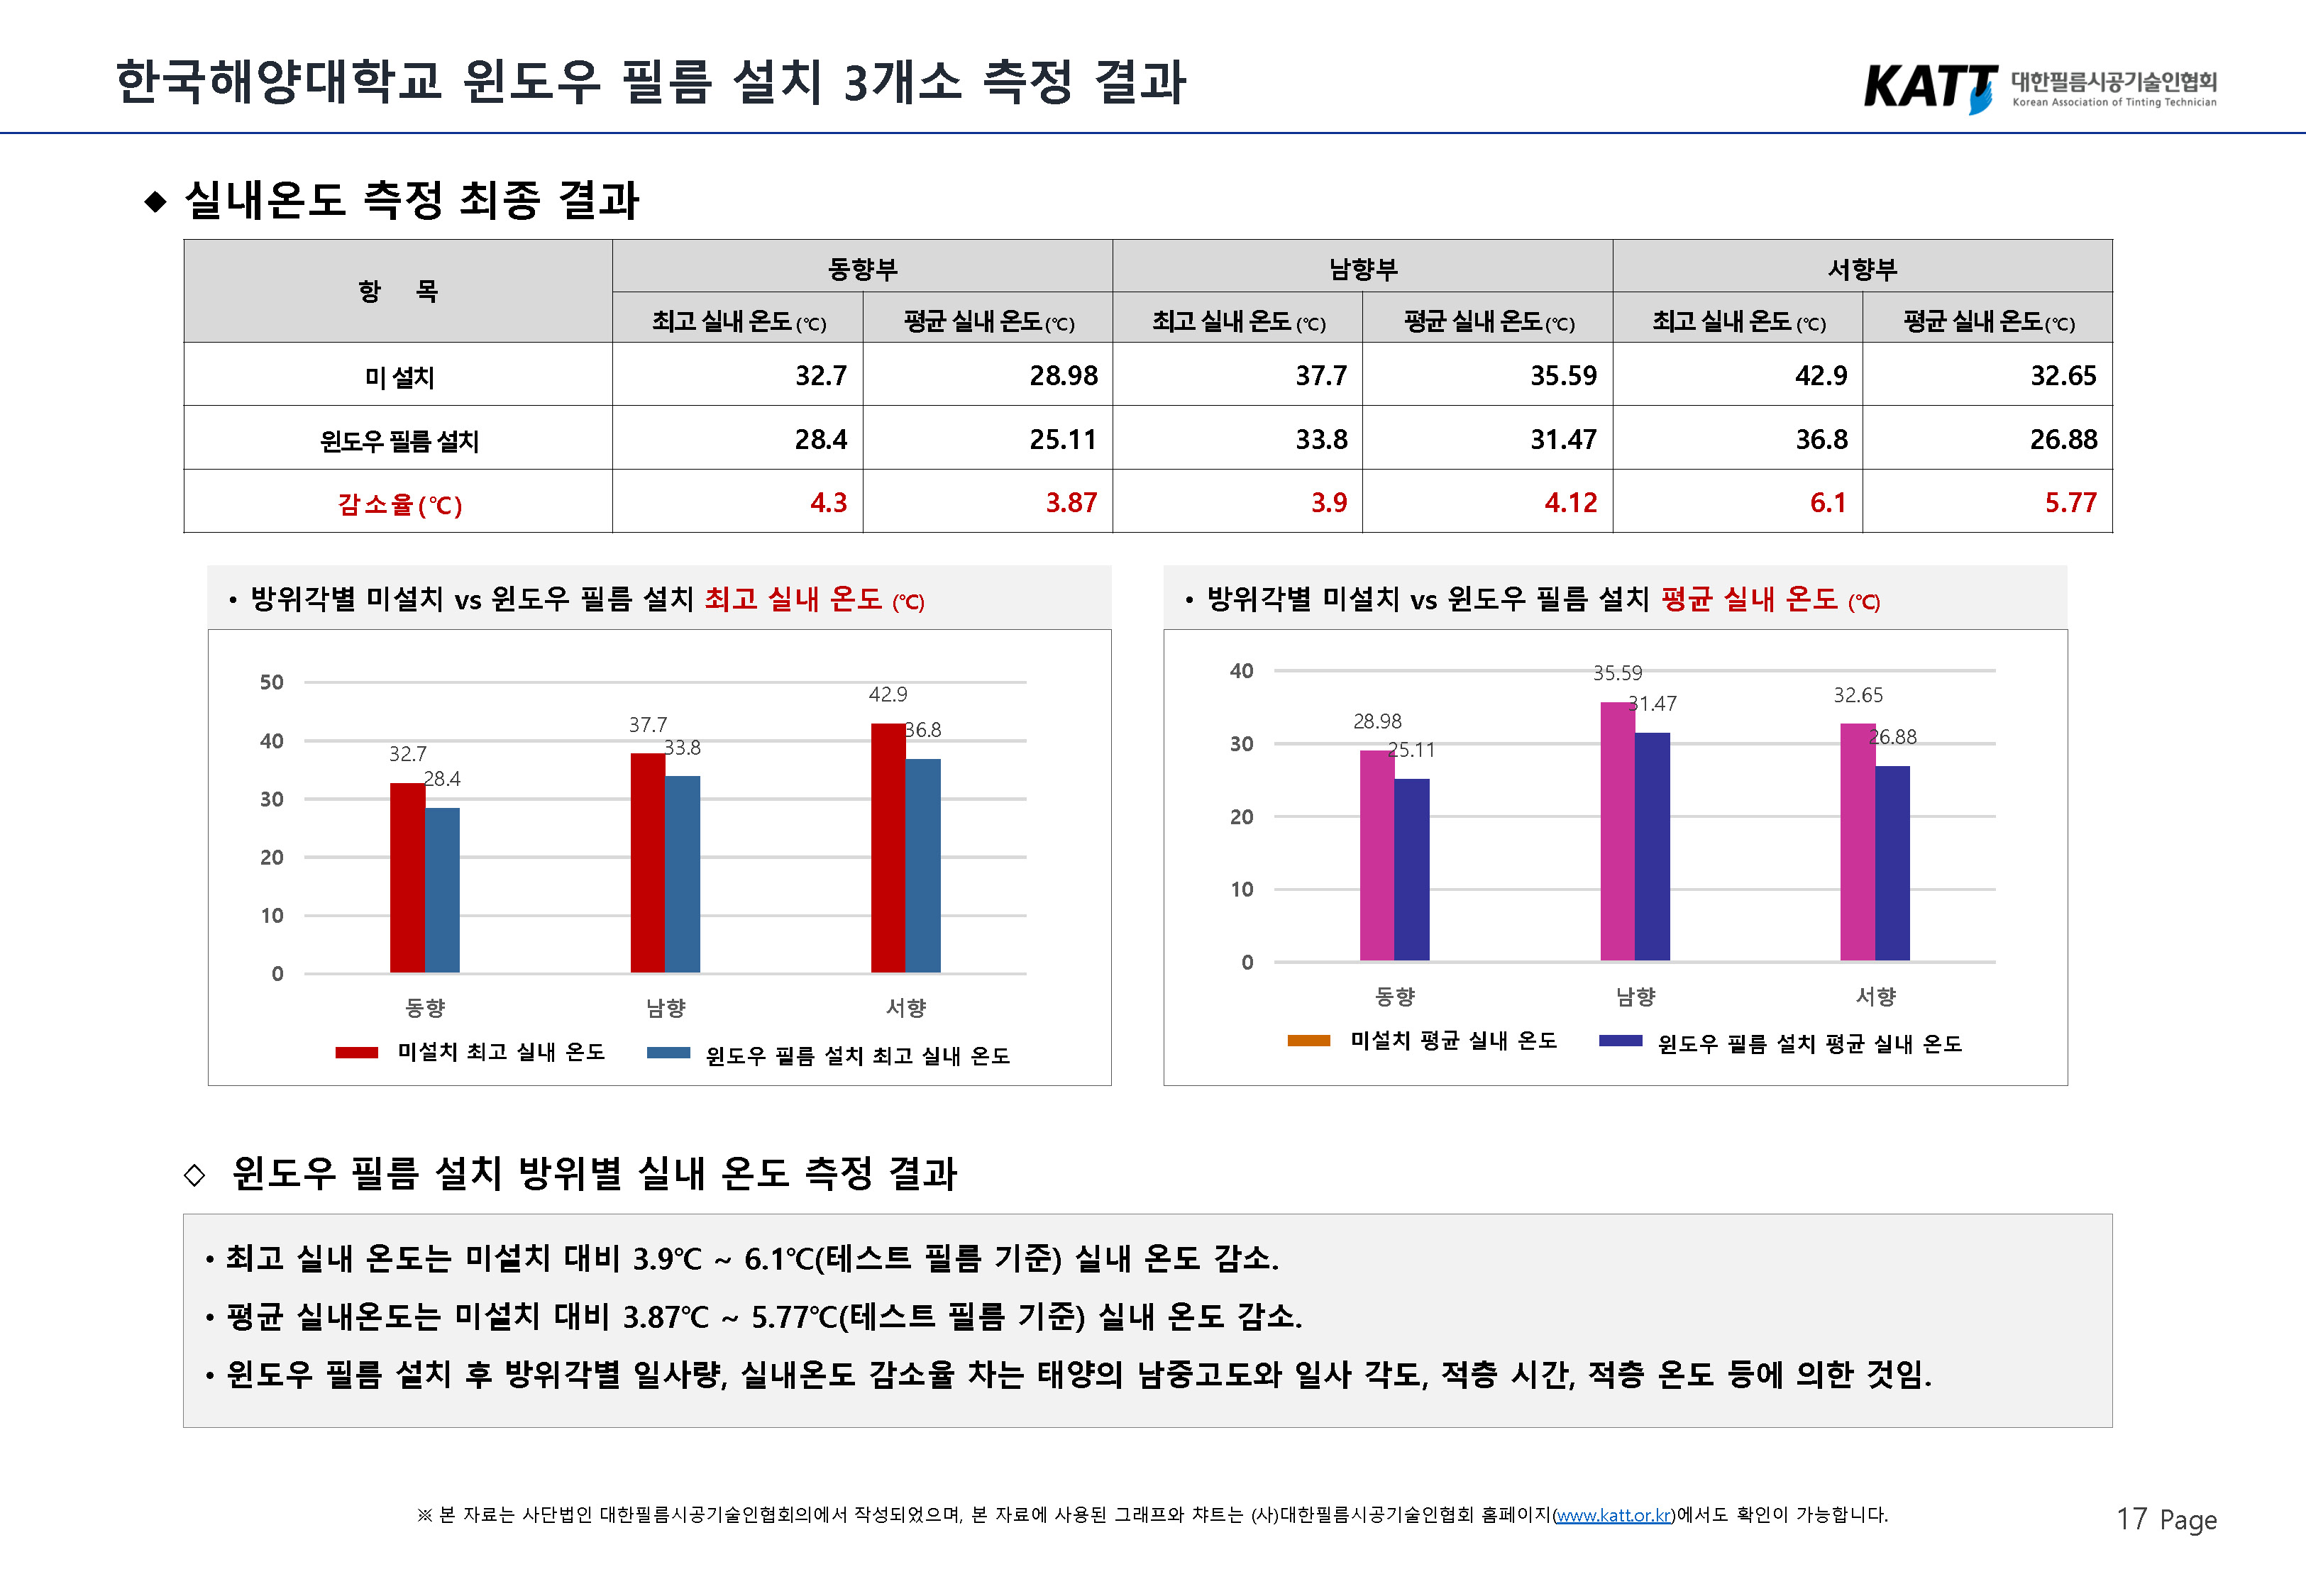 한국해양대학교 윈도우 필름 설치 3개소 측정 결과
KATT 대한필름시공기술인협회
Korean Association of Tinting Technician
◆ 실내온도 측정 최종 결과
항 목 동향부 남향부 서향부
최고 실내 온도(℃) 평균 실내 온도(℃) 최고 실내 온도(℃) 평균 실내 온도(℃) 최고 실내 온도(℃) 평균 실내 온도(℃)
미 설치 32.7 28.98 37.7 35.59 42.9 32.65
윈도우 필름 설치 28.4 25.11 33.8 31.47 36.8 26.88
감소율(℃) 4.3 3.87 3.9 4.12 6.1 5.77
• 방위각별 미설치 vs 윈도우 필름 설치 최고 실내 온도 (℃)
50
40
30
20
10
0
32.7
28.4
37.7
33.8
42.9
36.8
동향 남향 서향
미설치 최고 실내 온도 윈도우 필름 설치 최고 실내 온도
• 방위각별 미설치 vs 윈도우 필름 설치 평균 실내 온도 (℃)
40
30
20
10
0
28.98
25.11
35.59
31.47
32.65
26.88
동향 남향 서향
미설치 평균 실내 온도 윈도우 필름 설치 평균 실내 온도
◇ 윈도우 필름 설치 방위별 실내 온도 측정 결과
• 최고 실내 온도는 미섵치 대비 3.9℃ ~ 6.1℃(테스트 필름 기준) 실내 온도 감소.
• 평균 실내온도는 미섵치 대비 3.87℃ ~ 5.77℃(테스트 필름 기준) 실내 온도 감소.
• 윈도우 필름 섵치 후 방위각별 일사량, 실내온도 감소율 차는 태양의 남중고도와 일사 각도, 적층 시간, 적층 온도 등에 의한 것임.
※ 본 자료는 사단법인 대한필름시공기술인협회의에서 작성되었으며, 본 자료에 사용된 그래프와 챠트는 (사)대한필름시공기술인협회 홈페이지(www.katt.or.kr)에서도 확인이 가능합니다.
17 Page